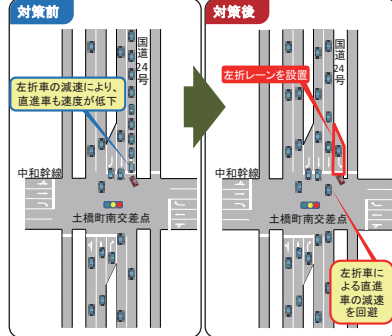 対策前
国道24号
左折車の減速により、
直進車も速度が低下
中和幹線
土橋町南交差点
対策後
国道24号
左折レーンを設置
中和幹線
土橋町南交差点
左折車に
よる直進
車の減速
を回避